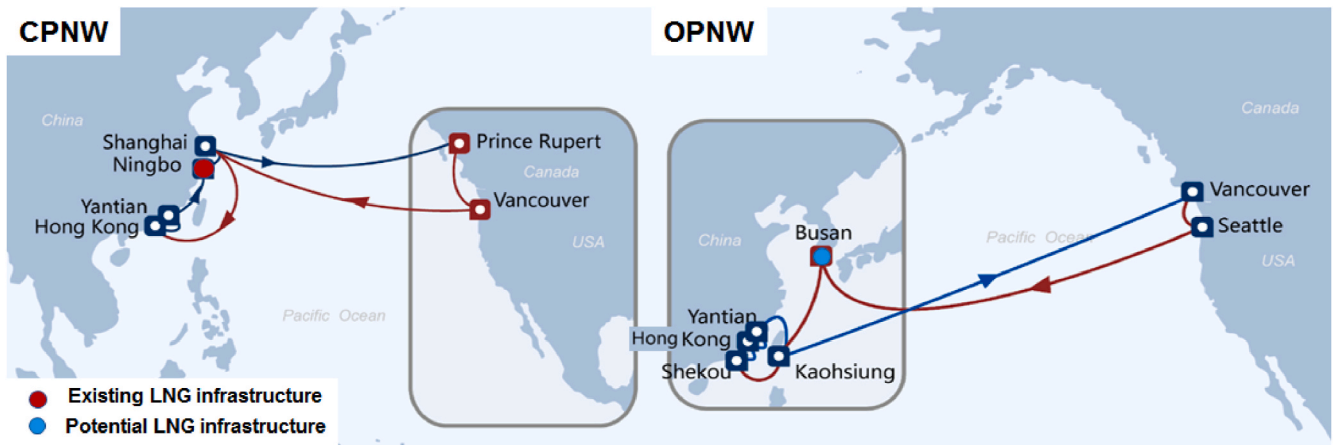 CPNW
China
Shanghai
Ningbo
Yantian
Hong Kong
Pacific Ocean
Prince Rupert
Canada
Vancouver
USA
Existing LNG infrastructure
Potential LNG infrastructure
OPNW
Canada
Vancouver
Seattle
USA
Pacific Ocean
China
Busan
Yantian
Hong Kong
Shekou
Kaohsiung